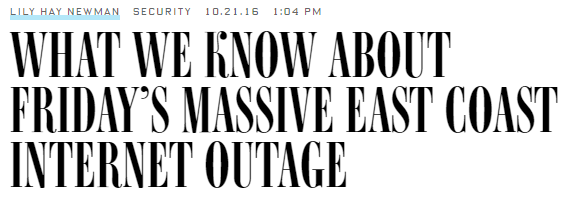 LILY HAY NEWMAN SECURITY 10.21.16 1:04 PM
WHAT WE KNOW ABOUT
FRIDAY’S MASSIVE EAST COAST
INTERNET OUTAGE